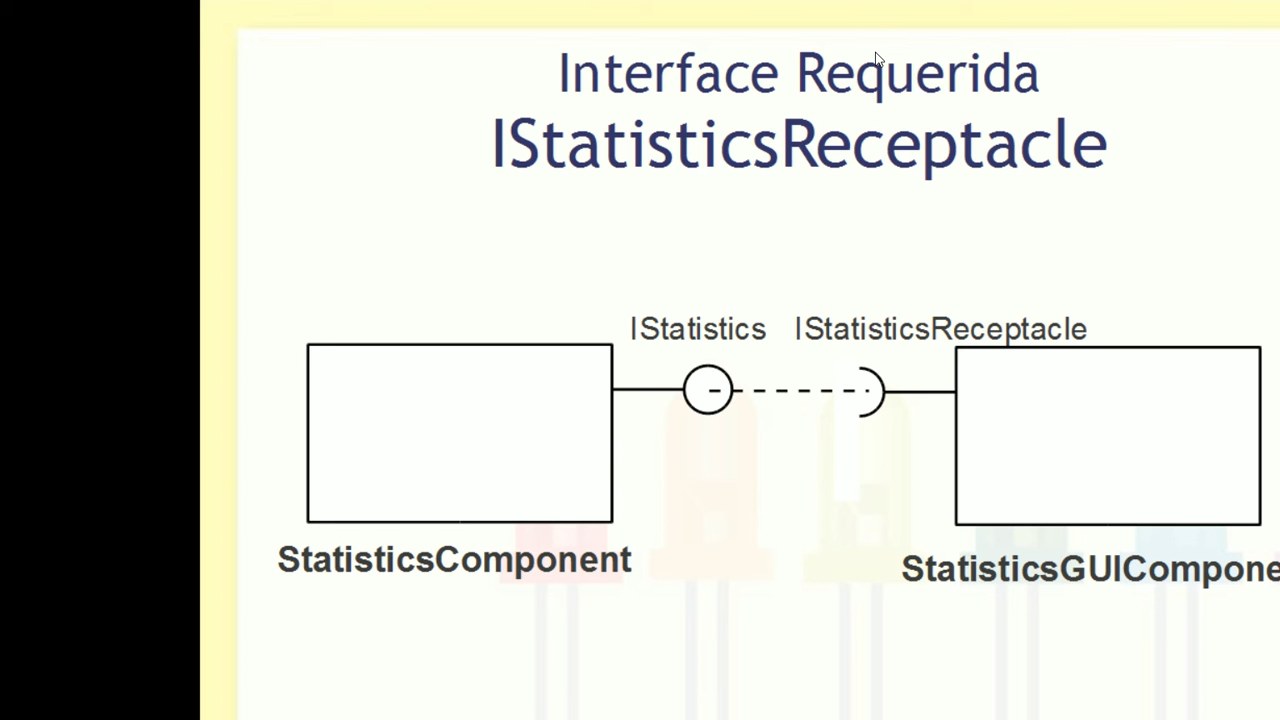 Interface Requerida
IStatisticsReceptacle
IStatistics IStatisticsReceptacle
StatisticsComponent
StatisticsGUICompone